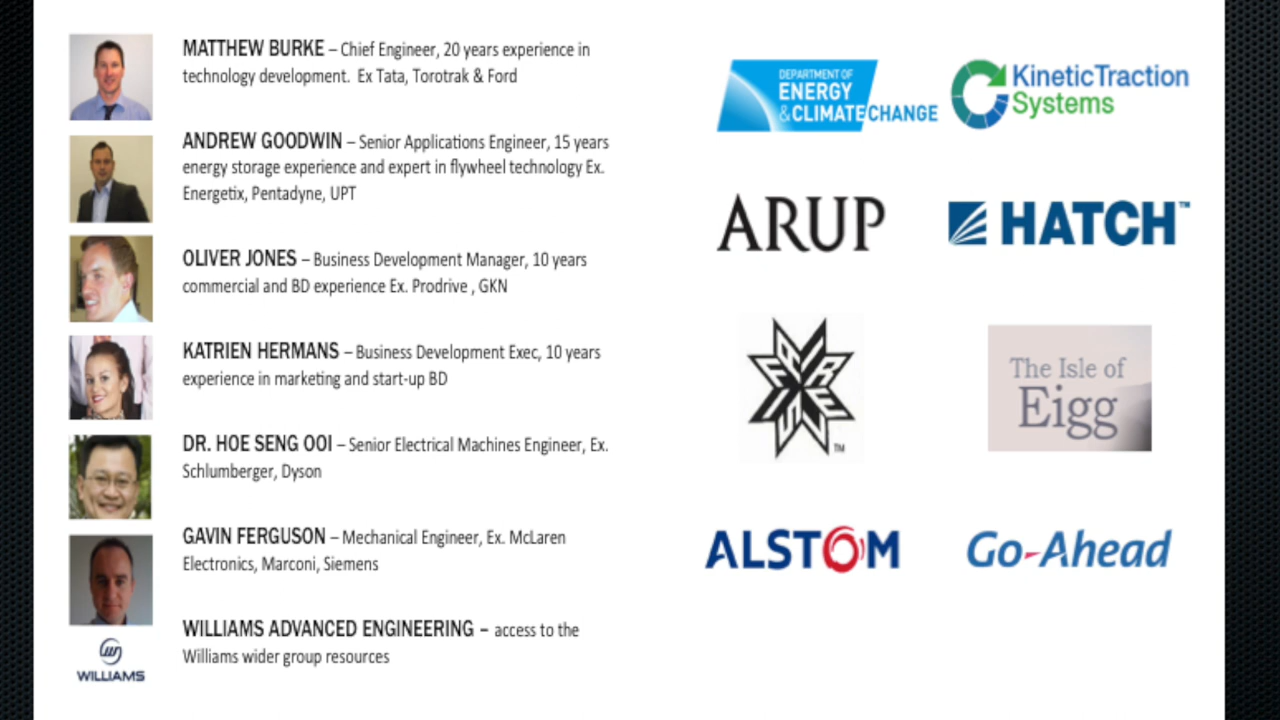 MATTHEW BURKE – Chief Engineer, 20 years experience in
technology development. Ex Tata, Torotrak & Ford
ANDREW GOODWIN – Senior Applications Engineer, 15 years
energy storage experience and expert in flywheel technology Ex.
Energetix, Pentadyne, UPT
OLIVER JONES – Business Development Manager, 10 years
commercial and BD experience Ex. Prodrive , GKN
KATRIEN HERMANS – Business Development Exec, 10 years
experience in marketing and start-up BD
DR. HOE SENG OOI – Senior Electrical Machines Engineer, Ex.
Schlumberger, Dyson
GAVIN FERGUSON – Mechanical Engineer, Ex. McLaren
Electronics, Marconi, Siemens
WILLIAMS ADVANCED ENGINEERING – access to the
Williams wider group resources
WILLIAMS
DEPARTMENT OF
ENERGY
& CLIMATE CHANGE
KineticTraction
Systems
ARUP
HATCH™
™
The Isle of
Eigg
ALSTOM
Go-Ahead